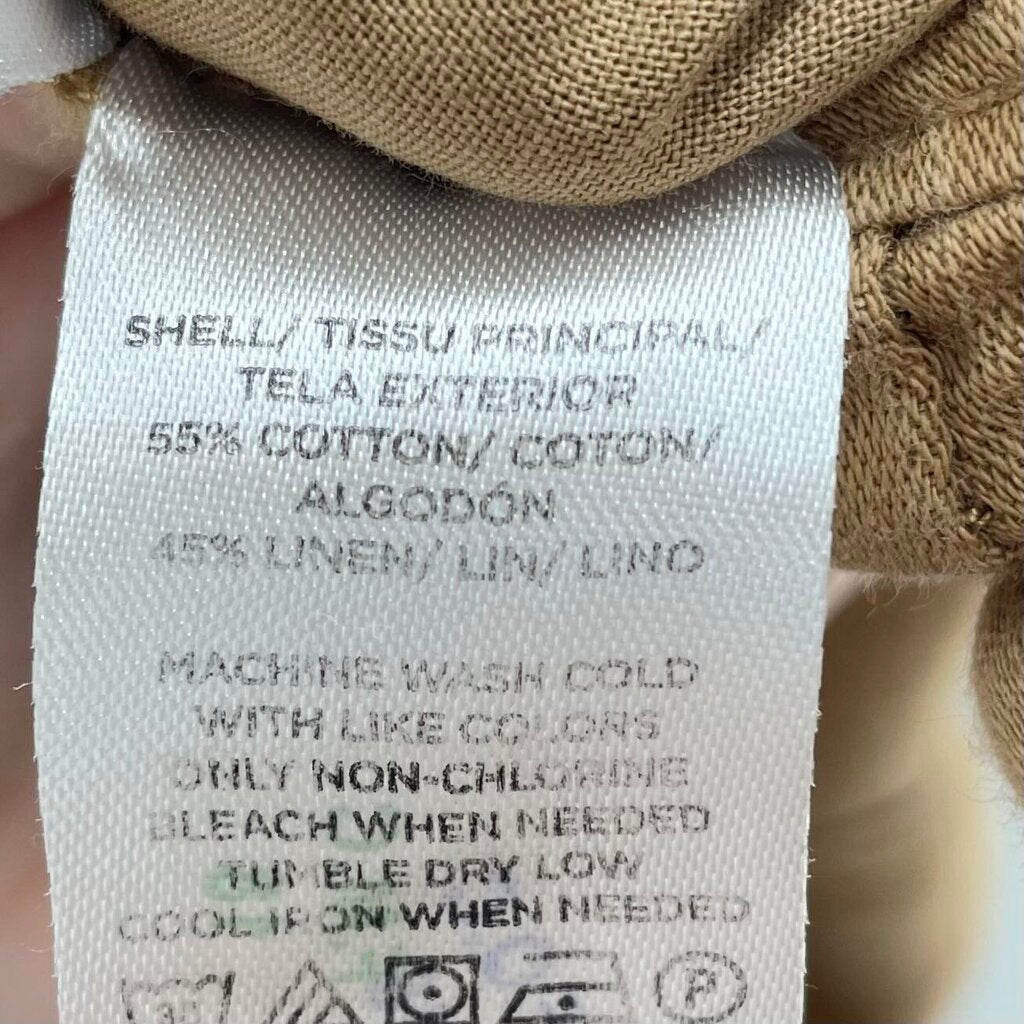 SHELL/ TISSU PRINCIPAL/
TELA EXTERIOR
55% COTTON/ COTON/
ALGODÓN
45% LINEN/ LIN/ LINO
MACHINE WASH COLD
WITH LIKE COLORS
ONLY NON-CHLORINE
BLEACH WHEN NEEDED
TUMBLE DRY LOW
COOL IRON WHEN NEEDED
P